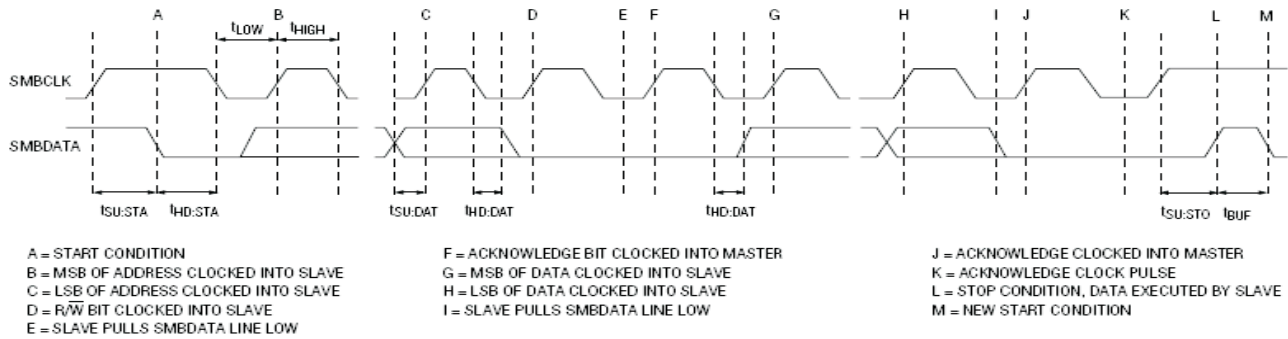 A B C D E F G H I J K L M
tLOW tHIGH
SMBCLK
SMBDATA
tSU:STA tHD:STA tSU:DAT tHD:DAT tHD:DAT tSU:STO tBUF
A = START CONDITION
B = MSB OF ADDRESS CLOCKED INTO SLAVE
C = LSB OF ADDRESS CLOCKED INTO SLAVE
D = R/W̅ BIT CLOCKED INTO SLAVE
E = SLAVE PULLS SMBDATA LINE LOW
F = ACKNOWLEDGE BIT CLOCKED INTO MASTER
G = MSB OF DATA CLOCKED INTO SLAVE
H = LSB OF DATA CLOCKED INTO SLAVE
I = SLAVE PULLS SMBDATA LINE LOW
J = ACKNOWLEDGE CLOCKED INTO MASTER
K = ACKNOWLEDGE CLOCK PULSE
L = STOP CONDITION, DATA EXECUTED BY SLAVE
M = NEW START CONDITION